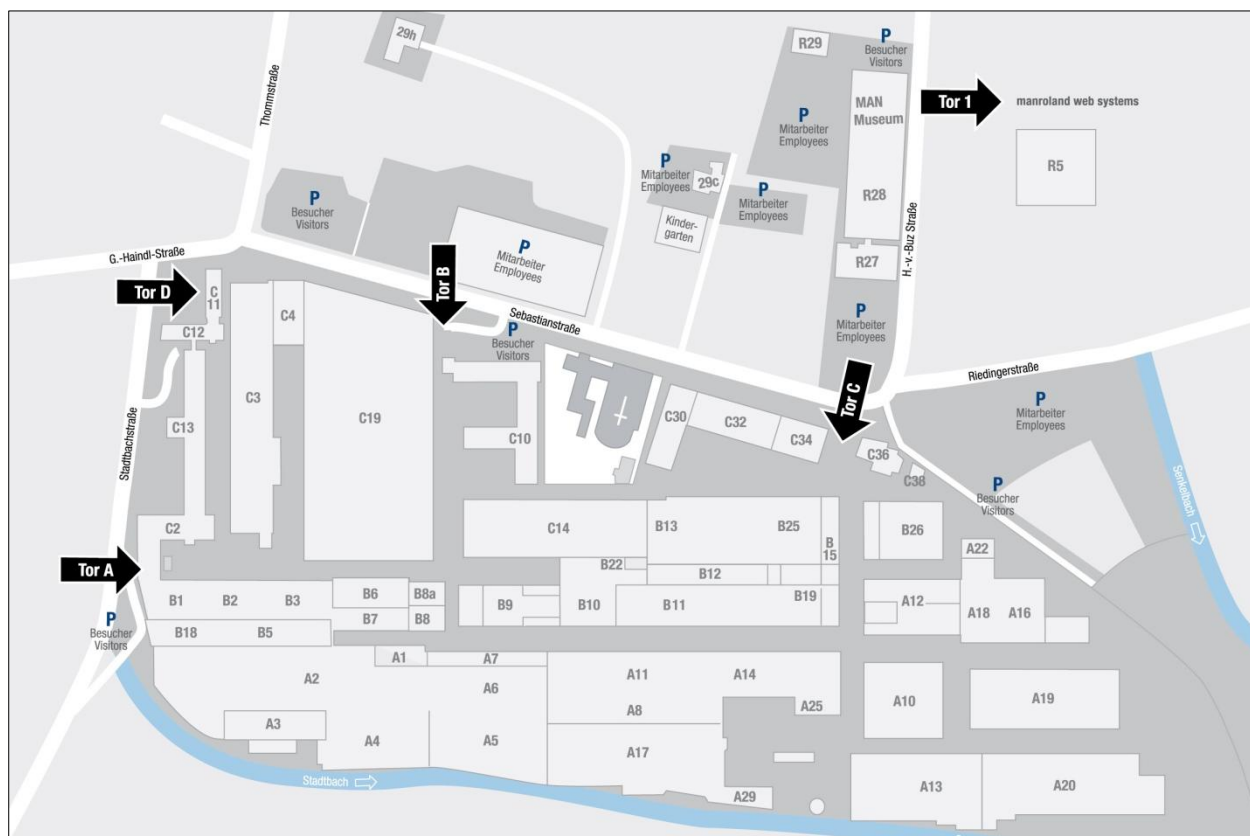 29h
R29
P
Besucher
Visitors
Thommstraße
MAN
Museum
Tor 1
manroland web systems
P
Mitarbeiter
Employees
R5
P
Mitarbeiter
Employees
29c
P
Mitarbeiter
Employees
R28
P
Besucher
Visitors
Kinder-
garten
G.-Haindl-Straße
P
Mitarbeiter
Employees
R27
H.-v.-Buz Straße
Tor D
C
11
Tor B
C4
C12
Sebastianstraße
P
Besucher
Visitors
P
Mitarbeiter
Employees
Riedingerstraße
Tor C
Stadtbachstraße
C3
C19
C13
C10
C30
C32
C34
C36
C38
P
Mitarbeiter
Employees
Senkelbach
P
Besucher
Visitors
C2
C14
B13
B25
B
15
B26
A22
Tor A
B22
B12
B1
B2
B3
B6
B8a
B9
B10
B11
B19
A12
A18
A16
B7
B8
P
Besucher
Visitors
B18
B5
A1
A7
A2
A6
A11
A14
A8
A25
A10
A19
A3
A4
A5
A17
Stadtbach
A29
A13
A20